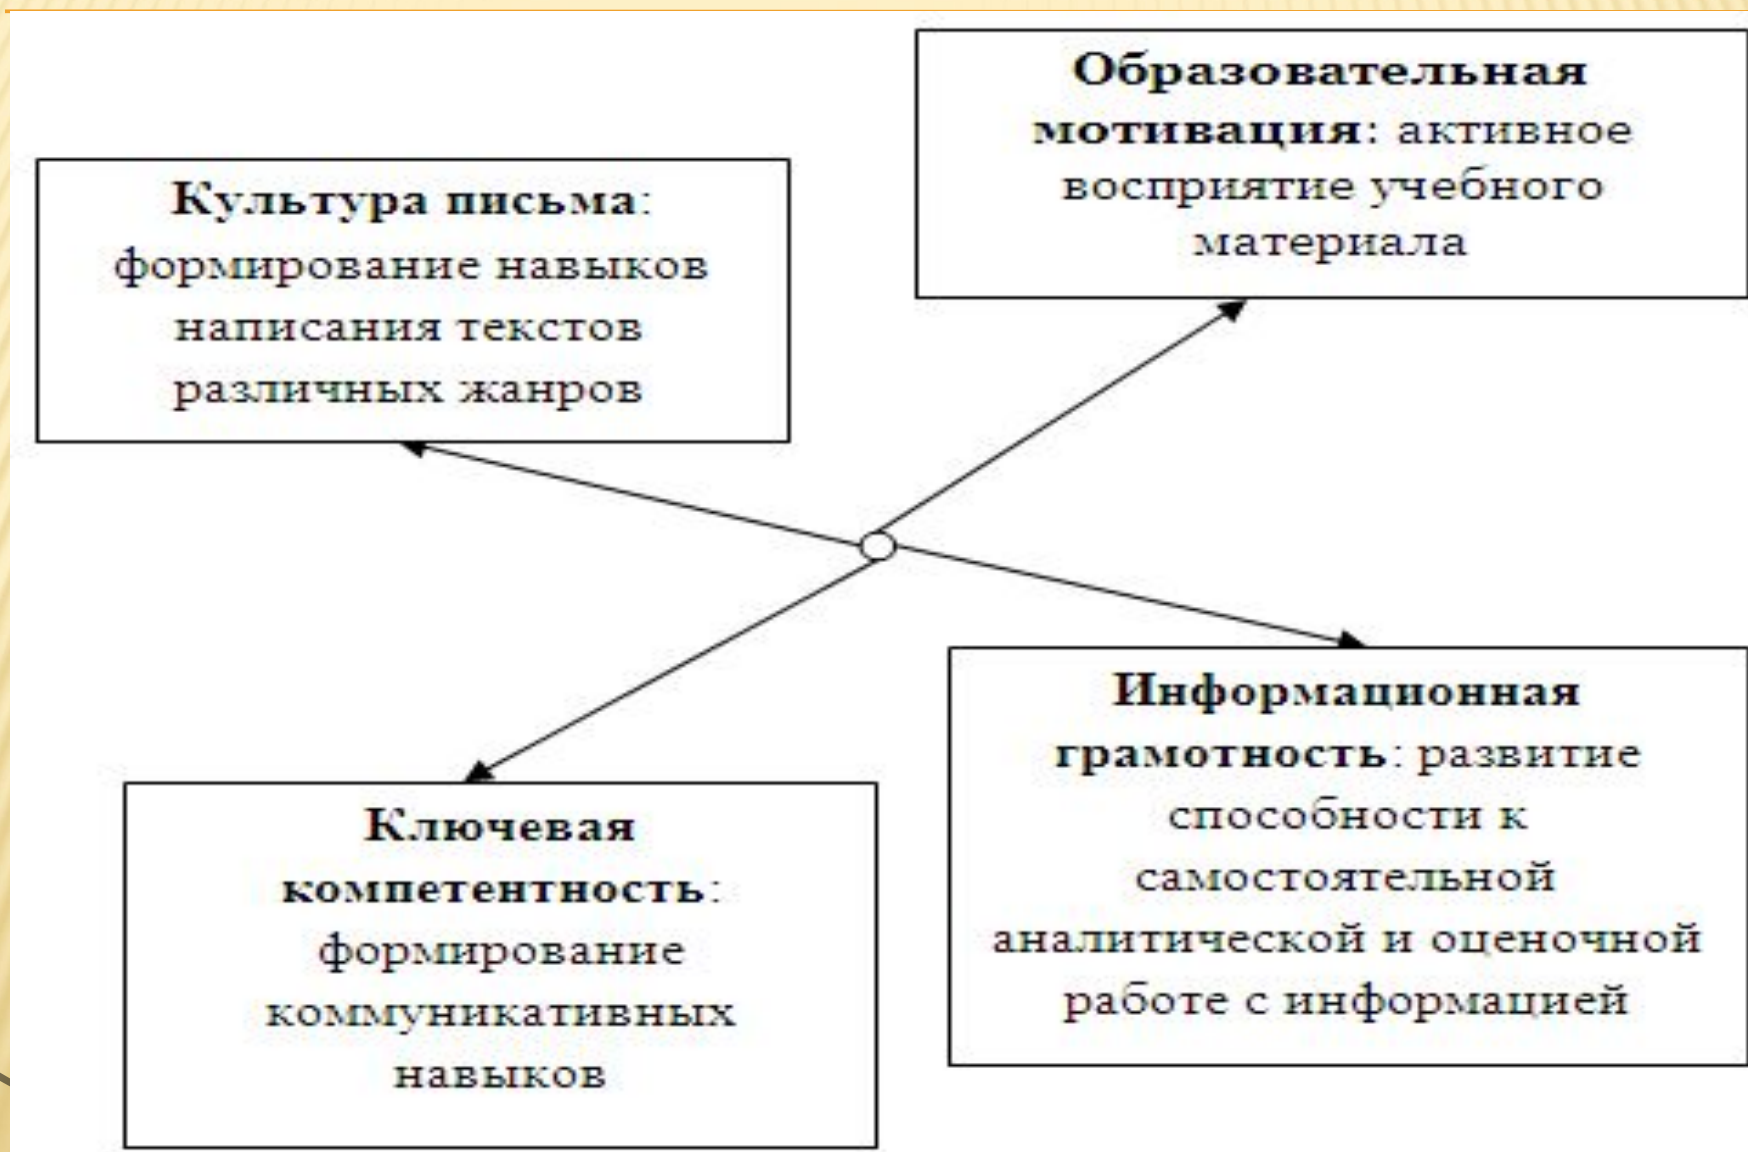 Образовательная
мотивация: активное
восприятие учебного
материала
Культура письма:
формирование навыков
написания текстов
различных жанров
Ключевая
компетентность:
формирование
коммуникативных
навыков
Информационная
грамотность: развитие
способности к
самостоятельной
аналитической и оценочной
работе с информацией